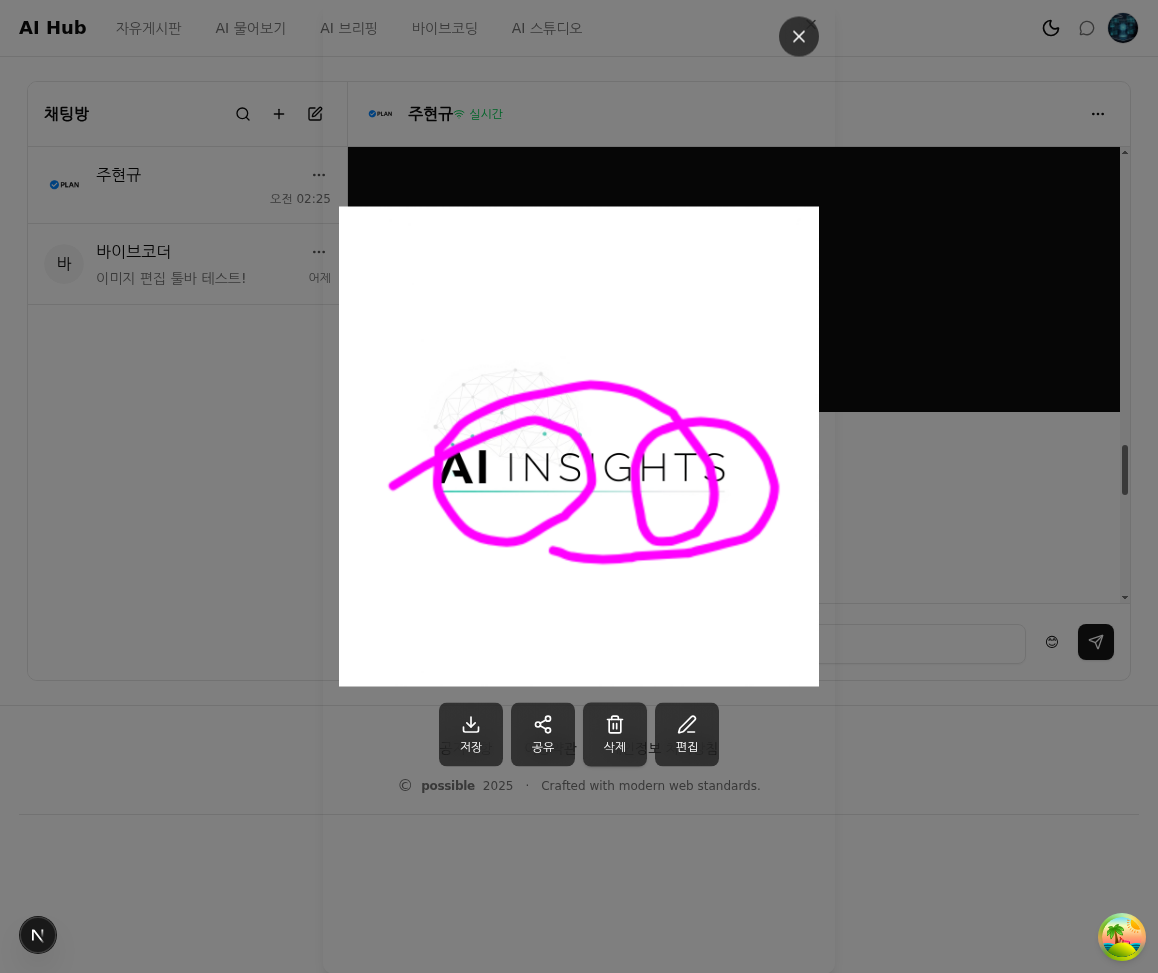 AI Hub
자유게시판
AI 물어보기
AI 브리핑
바이브코딩
AI 스튜디오
채팅방
PLAN
주현규
실시간
PLAN
주현규
오전 02:25
바
바이브코더
이미지 편집 툴바 테스트!
어제
AI INSIGHTS
저장
공유
삭제
편집
© possible 2025 · Crafted with modern web standards.
N